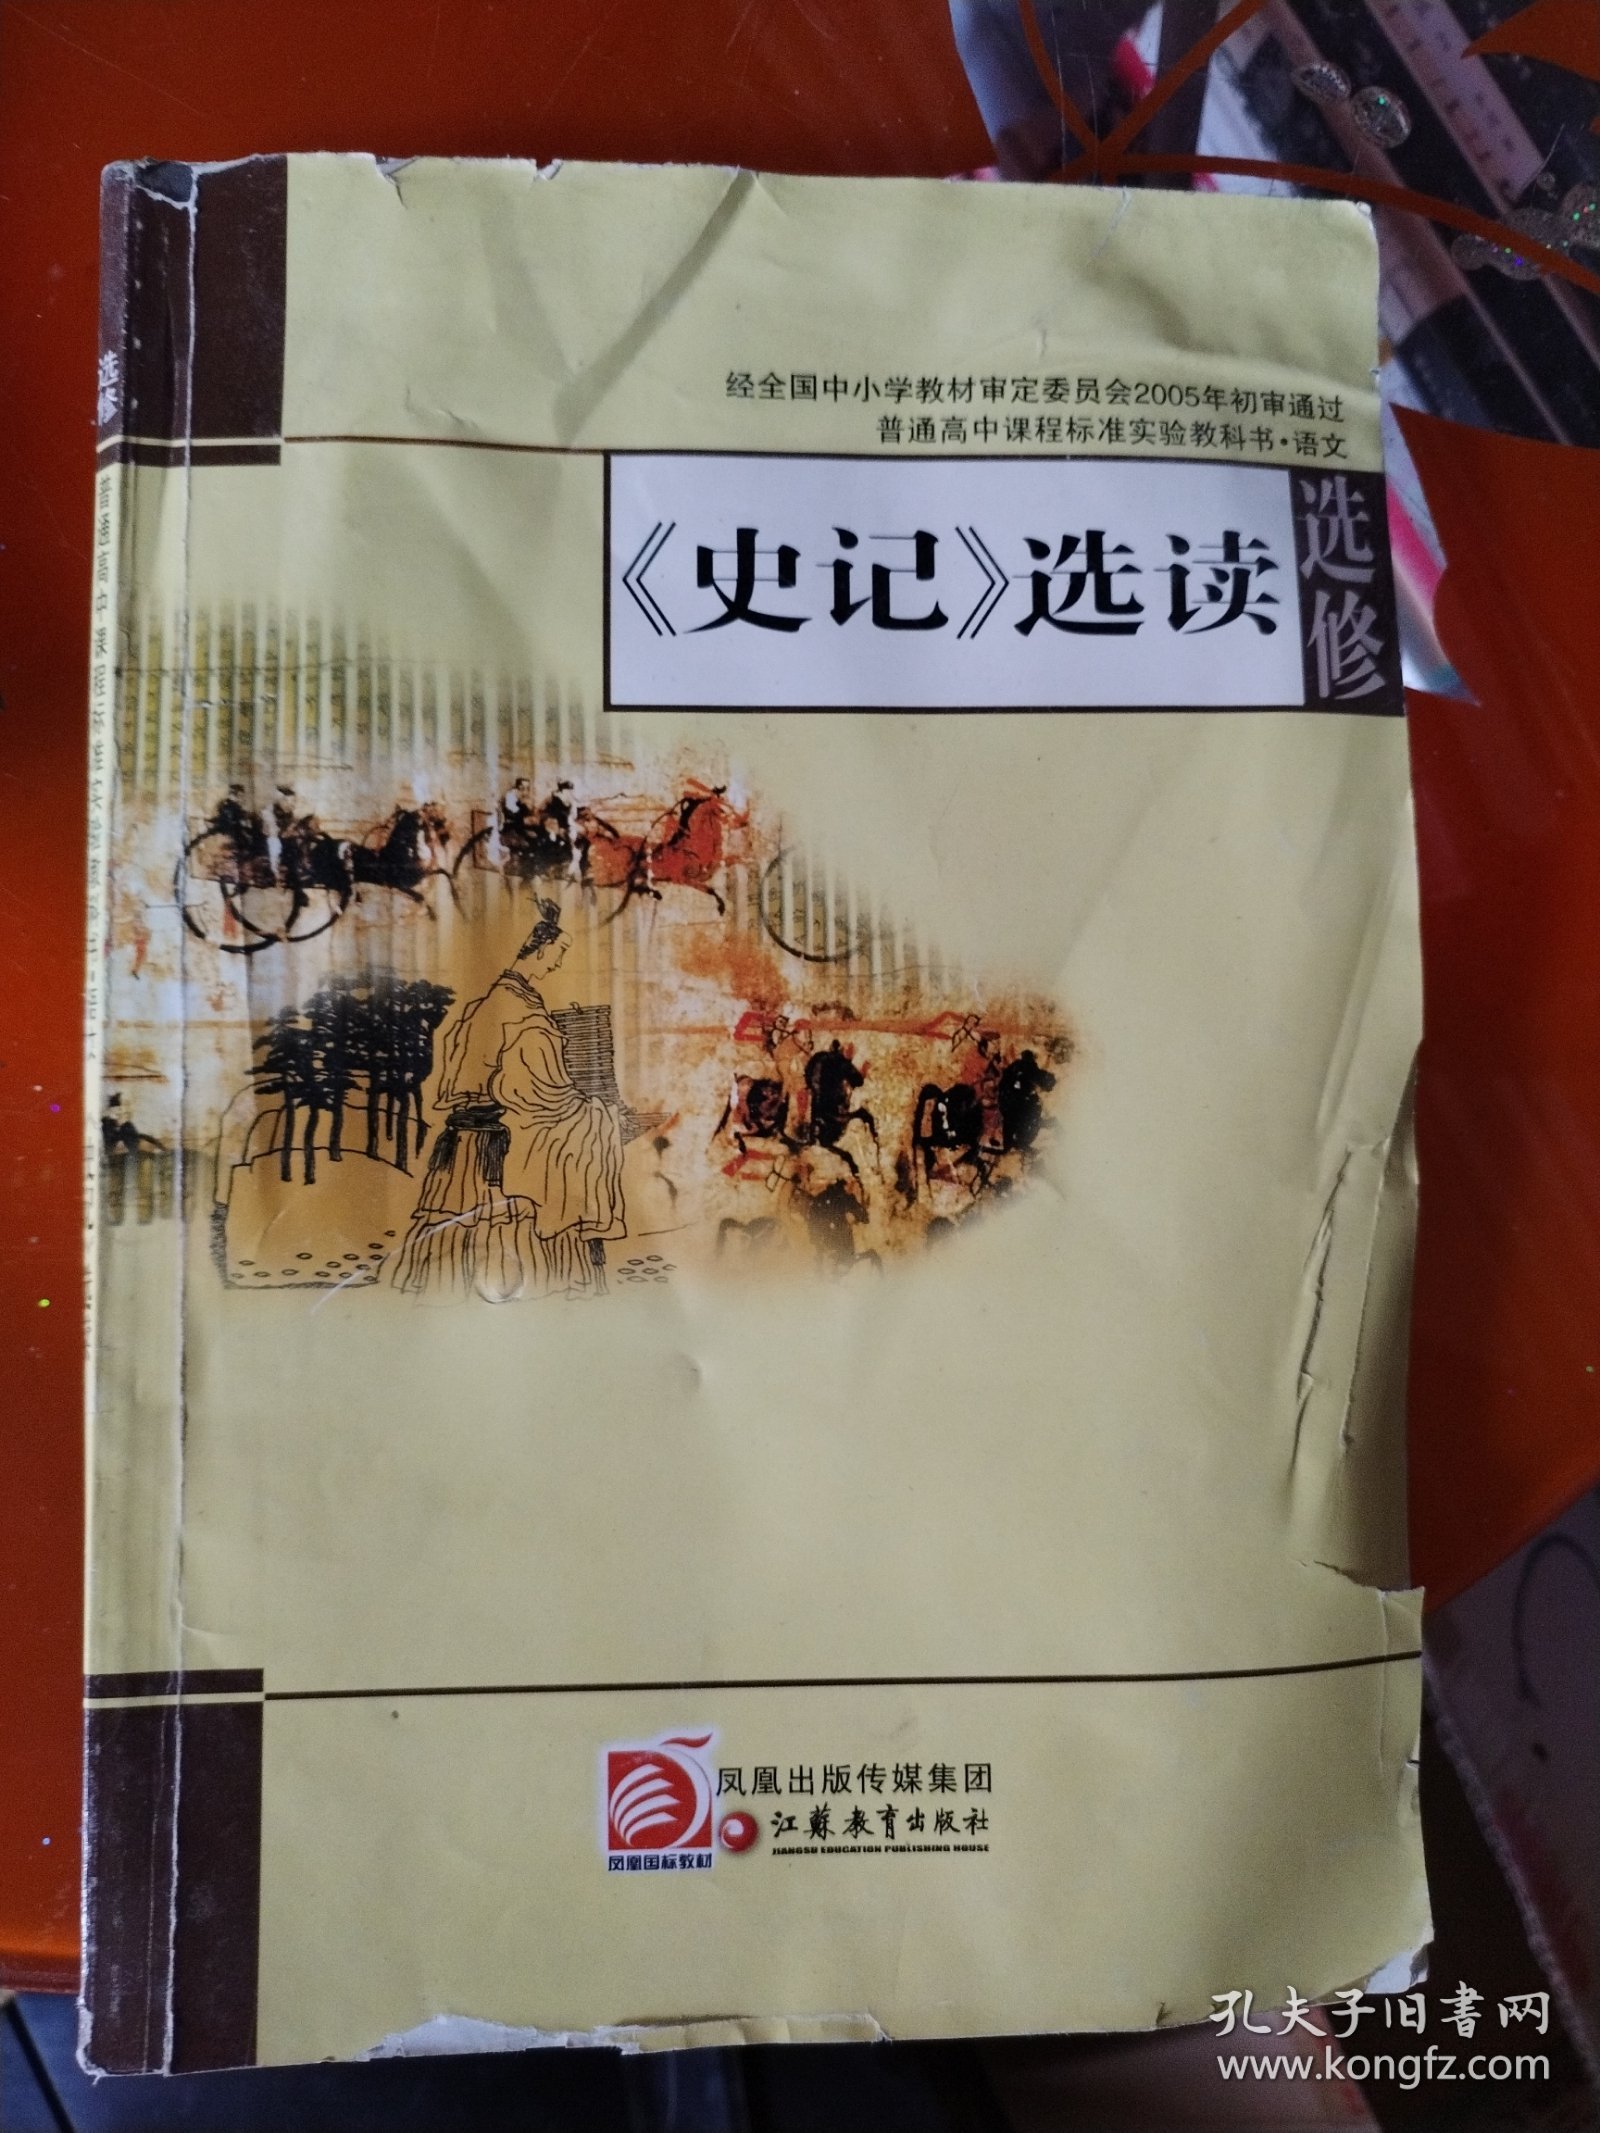 经全国中小学教材审定委员会2005年初审通过
普通高中课程标准实验教科书·语文
《史记》选读
选修
选修
凤凰出版传媒集团
江苏教育出版社
JIANGSU EDUCATION PUBLISHING HOUSE
凤凰国标教材
孔夫子旧书网
www.kongfz.com